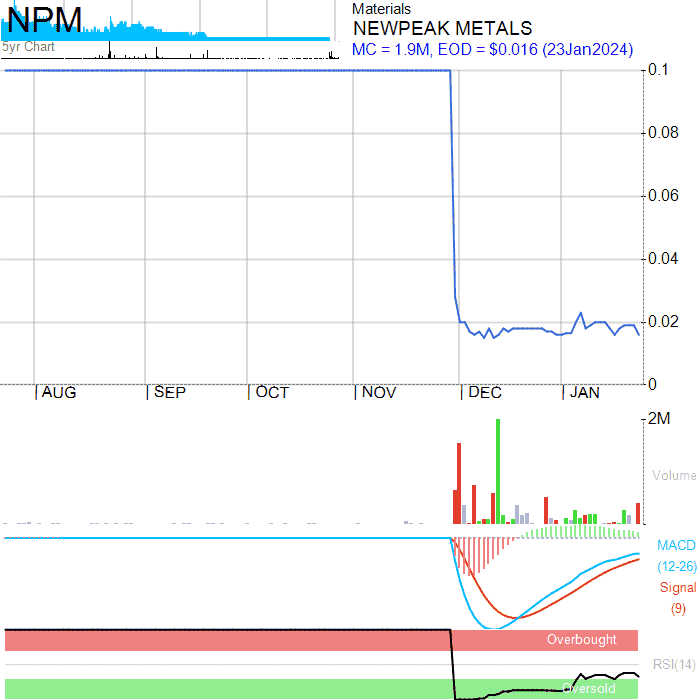 NPM
5yr Chart
Materials
NEWPEAK METALS
MC = 1.9M, EOD = $0.016 (23Jan2024)
0.1
0.08
0.06
0.04
0.02
0
AUG SEP OCT NOV DEC JAN
2M
Volume
MACD
(12-26)
Signal
(9)
Overbought
RSI(14)
Oversold